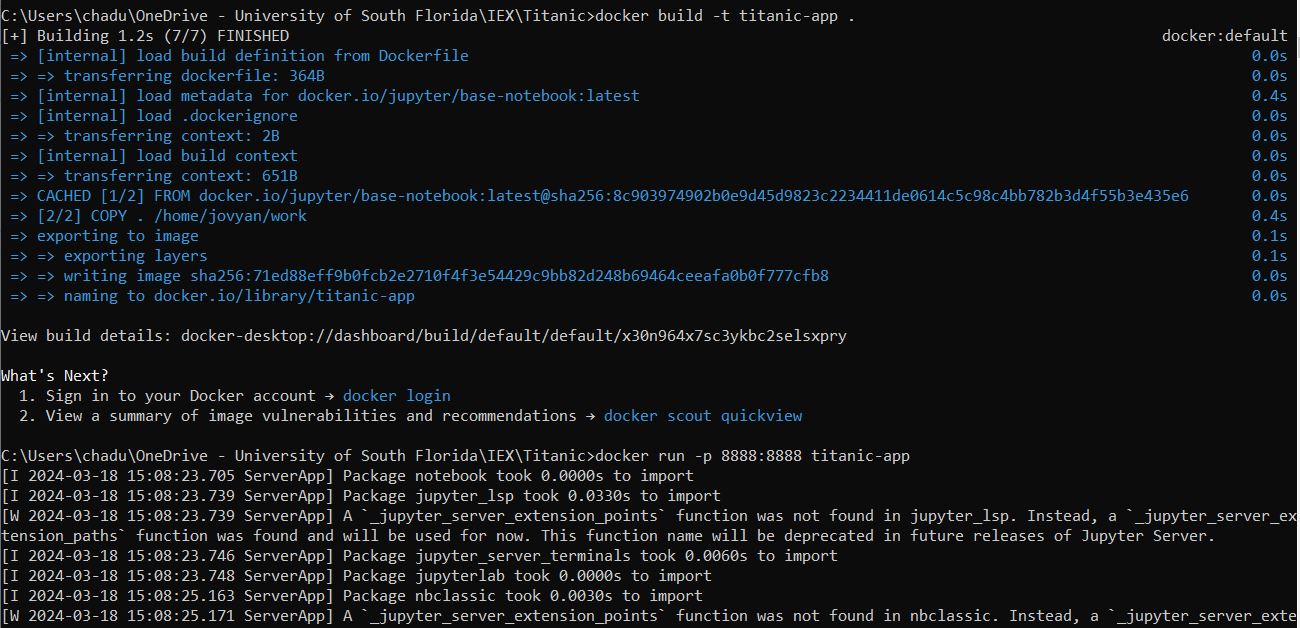 C:\Users\chadu\OneDrive - University of South Florida\IEX\Titanic>docker build -t titanic-app .
[+] Building 1.2s (7/7) FINISHED docker:default
=> [internal] load build definition from Dockerfile 0.0s
=> => transferring dockerfile: 364B 0.0s
=> [internal] load metadata for docker.io/jupyter/base-notebook:latest 0.4s
=> [internal] load .dockerignore 0.0s
=> => transferring context: 2B 0.0s
=> [internal] load build context 0.0s
=> => transferring context: 651B 0.0s
=> CACHED [1/2] FROM docker.io/jupyter/base-notebook:latest@sha256:8c903974902b0e9d45d9823c2234411de0614c5c98c4bb782b3d4f55b3e435e6 0.0s
=> [2/2] COPY . /home/jovyan/work 0.4s
=> exporting to image 0.1s
=> => exporting layers 0.1s
=> => writing image sha256:71ed88eff9b0fcb2e2710f4f3e54429c9bb82d248b69464ceeafa0b0f777cfb8 0.0s
=> => naming to docker.io/library/titanic-app 0.0s
View build details: docker-desktop://dashboard/build/default/default/x30n964x7sc3ykbc2selsxpry
What's Next?
1. Sign in to your Docker account → docker login
2. View a summary of image vulnerabilities and recommendations → docker scout quickview
C:\Users\chadu\OneDrive - University of South Florida\IEX\Titanic>docker run -p 8888:8888 titanic-app
[I 2024-03-18 15:08:23.705 ServerApp] Package notebook took 0.0000s to import
[I 2024-03-18 15:08:23.739 ServerApp] Package jupyter_lsp took 0.0330s to import
[W 2024-03-18 15:08:23.739 ServerApp] A `_jupyter_server_extension_points` function was not found in jupyter_lsp. Instead, a `_jupyter_server_ex
tension_paths` function was found and will be used for now. This function name will be deprecated in future releases of Jupyter Server.
[I 2024-03-18 15:08:23.746 ServerApp] Package jupyter_server_terminals took 0.0060s to import
[I 2024-03-18 15:08:23.748 ServerApp] Package jupyterlab took 0.0000s to import
[I 2024-03-18 15:08:25.163 ServerApp] Package nbclassic took 0.0030s to import
[W 2024-03-18 15:08:25.171 ServerApp] A `_jupyter_server_extension_points` function was not found in nbclassic. Instead, a `_jupyter_server_exte